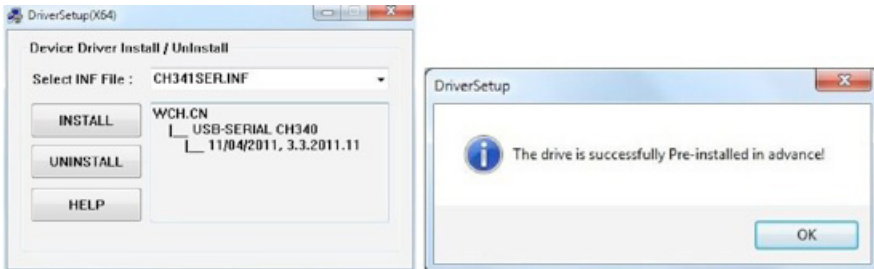 DriverSetup(X64)
Device Driver Install / UnInstall
Select INF File : CH341SER.INF
INSTALL
UNINSTALL
HELP
WCH.CN
|__ USB-SERIAL CH340
|__ 11/04/2011, 3.3.2011.11
DriverSetup
The drive is successfully Pre-installed in advance!
OK